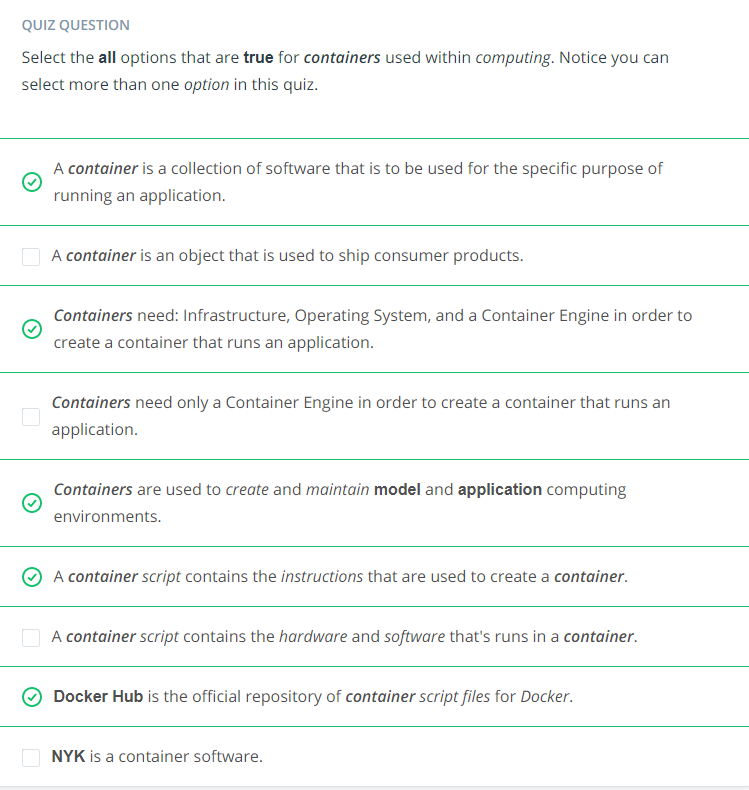 QUIZ QUESTION
Select the all options that are true for containers used within computing. Notice you can
select more than one option in this quiz.
A container is a collection of software that is to be used for the specific purpose of
running an application.
A container is an object that is used to ship consumer products.
Containers need: Infrastructure, Operating System, and a Container Engine in order to
create a container that runs an application.
Containers need only a Container Engine in order to create a container that runs an
application.
Containers are used to create and maintain model and application computing
environments.
A container script contains the instructions that are used to create a container.
A container script contains the hardware and software that's runs in a container.
Docker Hub is the official repository of container script files for Docker.
NYK is a container software.